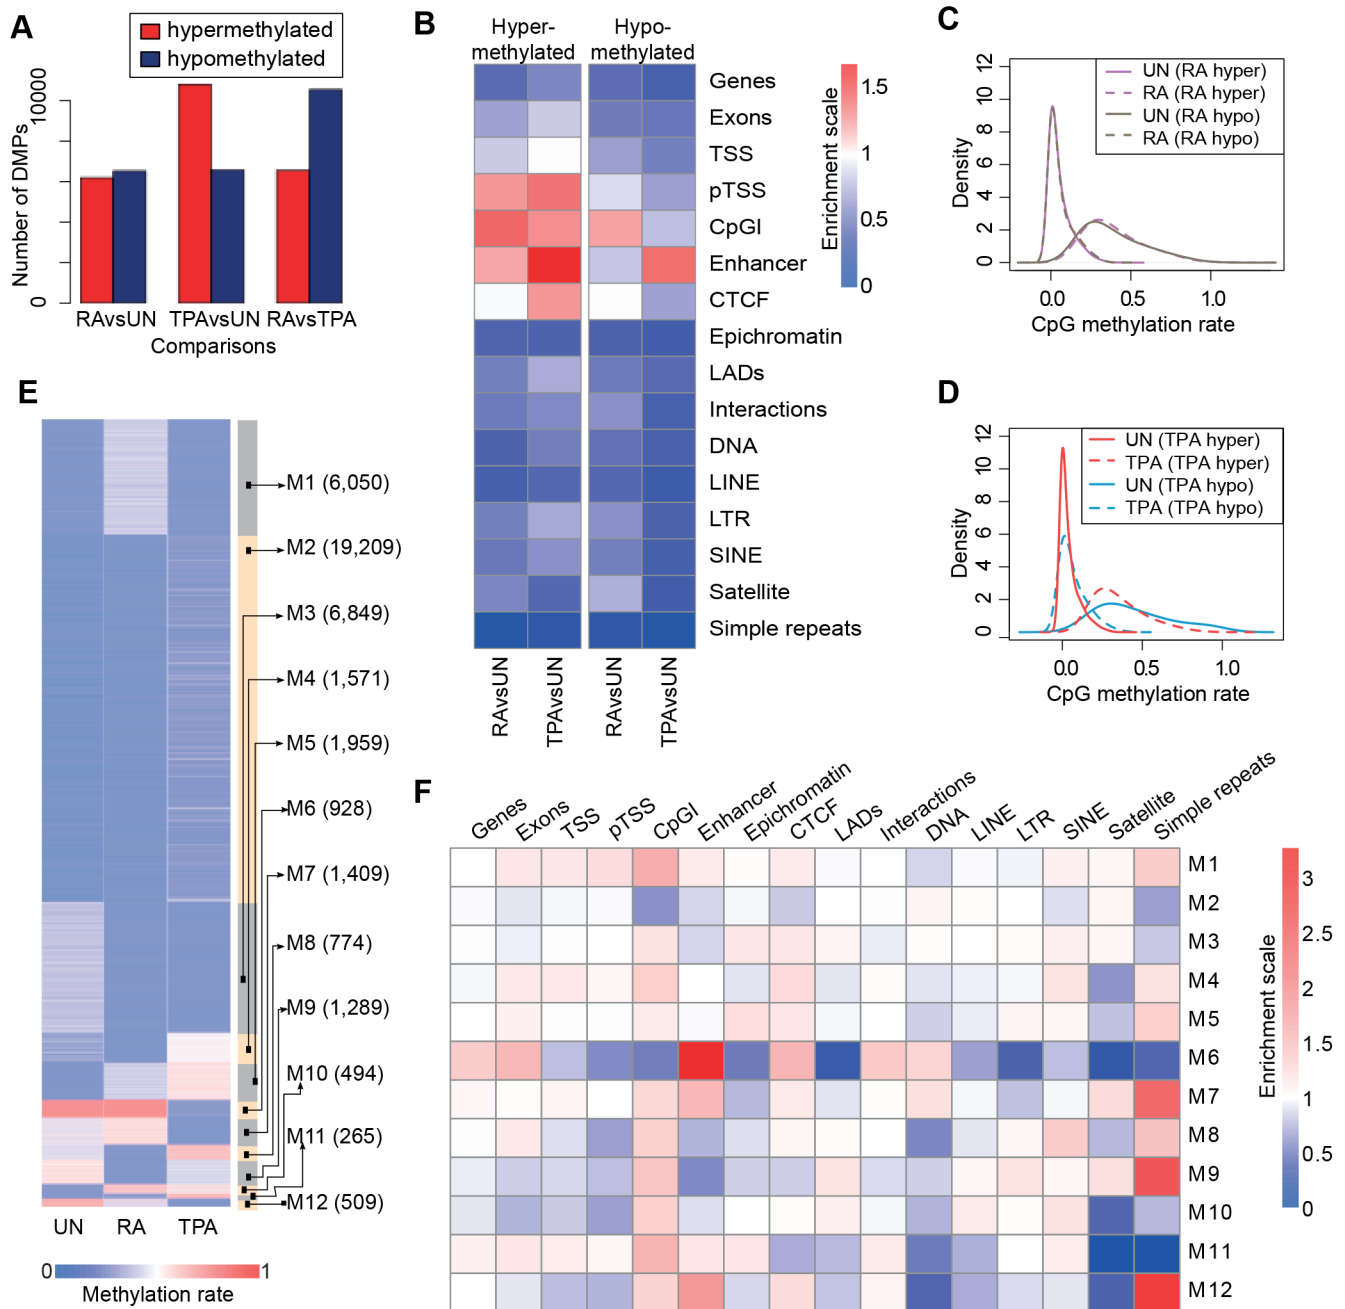 A
hypermethylated
hypomethylated
Number of DMPs
0
10000
RAvsUN
TPAvsUN
RAvsTPA
Comparisons
B
Hyper-
methylated
Hypo-
methylated
Genes
Exons
TSS
pTSS
CpGI
Enhancer
CTCF
Epichromatin
LADs
Interactions
DNA
LINE
LTR
SINE
Satellite
Simple repeats
RAvsUN
TPAvsUN
RAvsUN
TPAvsUN
Enrichment scale
1.5
1
0.5
0
C
UN (RA hyper)
RA (RA hyper)
UN (RA hypo)
RA (RA hypo)
Density
12
10
8
6
4
2
0
0.0
0.5
1.0
CpG methylation rate
D
UN (TPA hyper)
TPA (TPA hyper)
UN (TPA hypo)
TPA (TPA hypo)
Density
12
10
8
6
4
2
0
0.0
0.5
1.0
CpG methylation rate
E
M1 (6,050)
M2 (19,209)
M3 (6,849)
M4 (1,571)
M5 (1,959)
M6 (928)
M7 (1,409)
M8 (774)
M9 (1,289)
M10 (494)
M11 (265)
M12 (509)
UN
RA
TPA
0
1
Methylation rate
F
Genes
Exons
TSS
pTSS
CpGI
Enhancer
Epichromatin
CTCF
LADs
Interactions
DNA
LINE
LTR
SINE
Satellite
Simple repeats
M1
M2
M3
M4
M5
M6
M7
M8
M9
M10
M11
M12
Enrichment scale
3
2.5
2
1.5
1
0.5
0